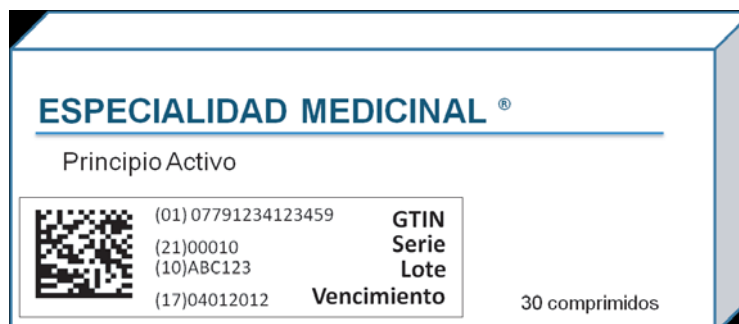 ESPECIALIDAD MEDICINAL ®
Principio Activo
(01) 07791234123459 GTIN
(21)00010 Serie
(10)ABC123 Lote
(17)04012012 Vencimiento
30 comprimidos